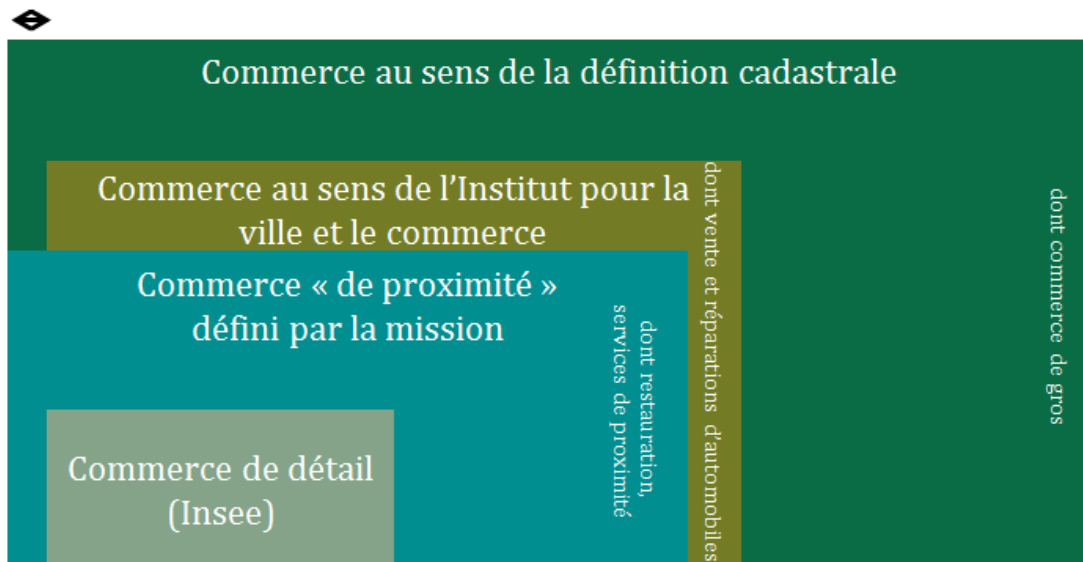 Commerce au sens de la définition cadastrale
Commerce au sens de l’Institut pour la
ville et le commerce
Commerce « de proximité »
défini par la mission
Commerce de détail
(Insee)
dont restauration,
services de proximité
dont vente et réparations d’automobiles
dont commerce de gros